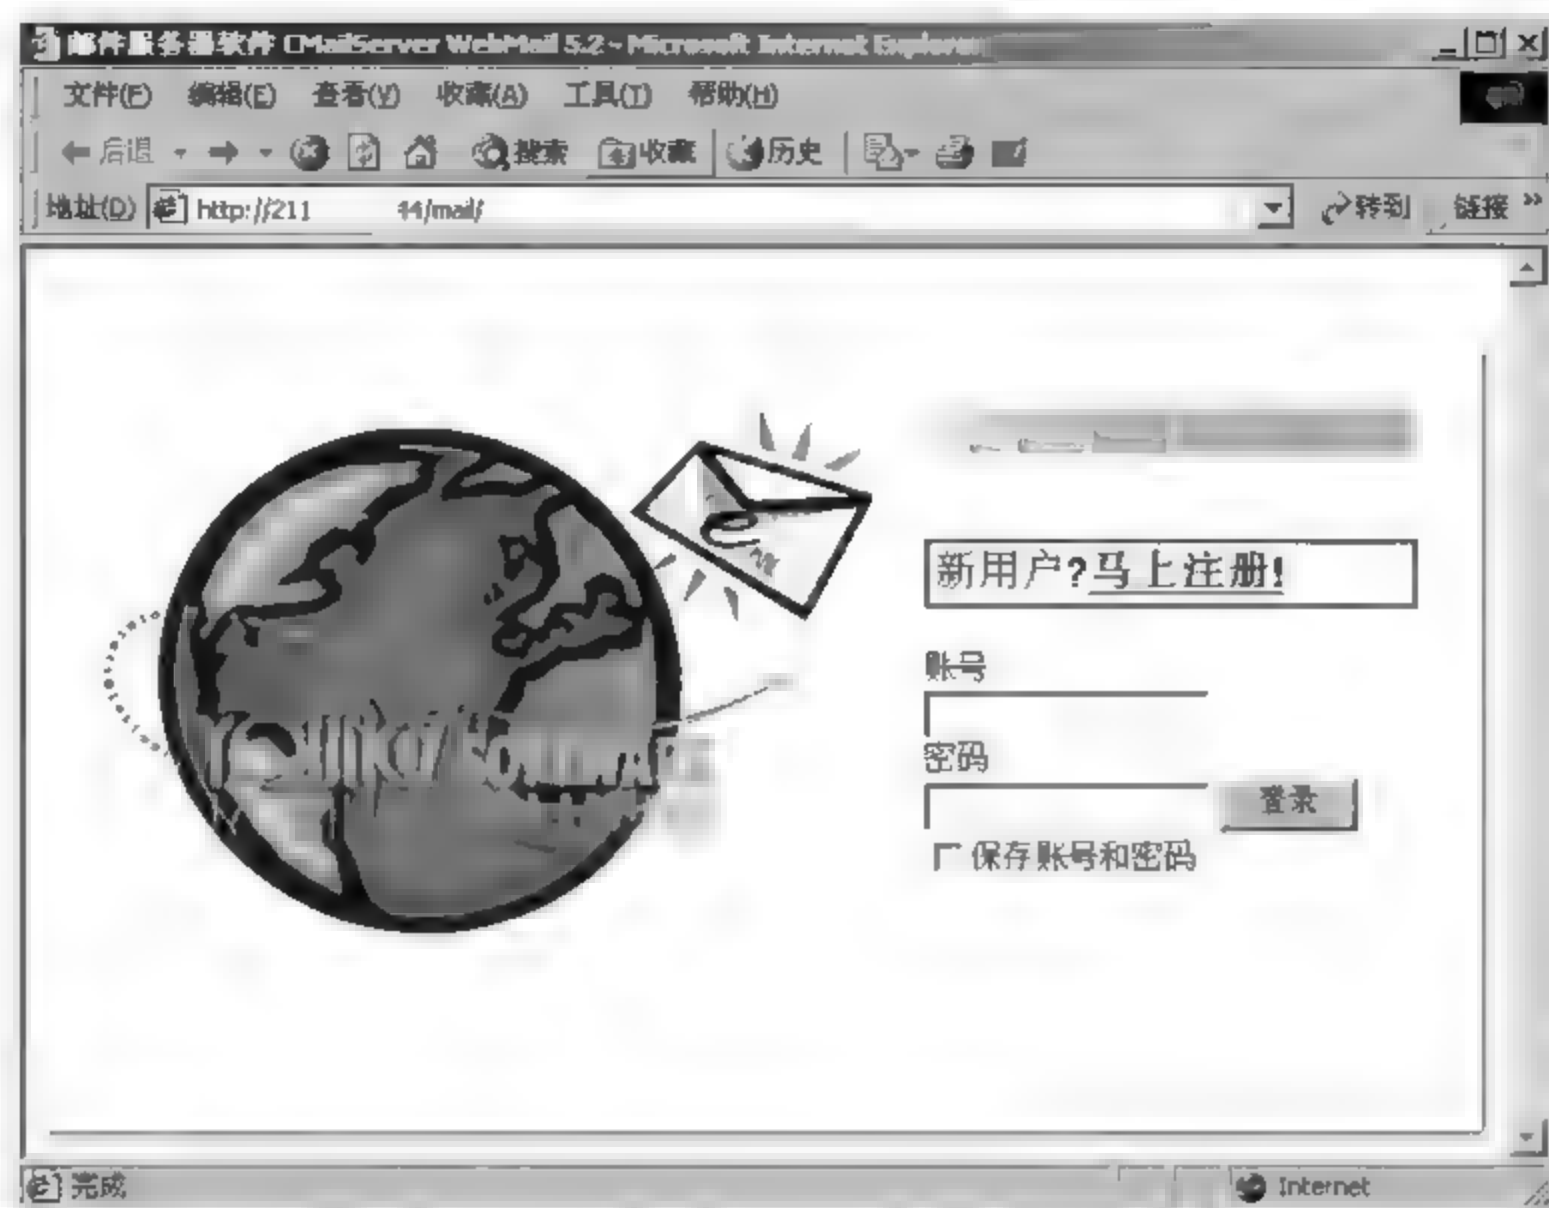 邮件服务器软件 CMailServer WebMail 5.2 - Microsoft Internet Explorer
文件(F) 编辑(E) 查看(V) 收藏(A) 工具(T) 帮助(H)
后退 搜索 收藏 历史
地址(D) http://211 44/mail/ 转到 链接 »
新用户?马上注册!
账号
密码
登录
保存账号和密码
完成 Internet